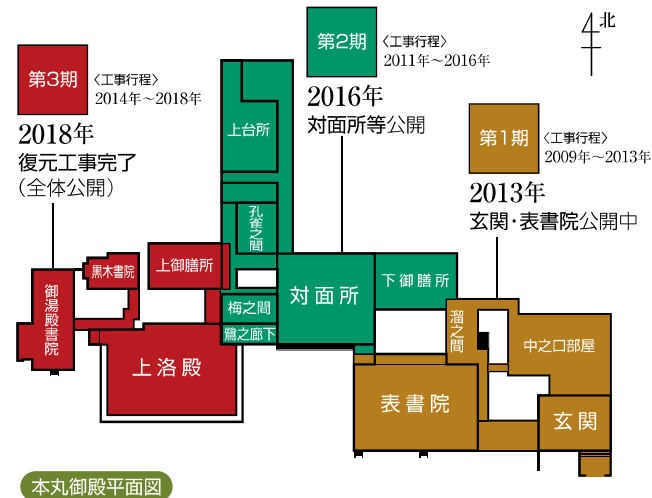 北
第3期
〈工事行程〉
2014年～2018年
2018年
復元工事完了
（全体公開）
第2期
〈工事行程〉
2011年～2016年
2016年
対面所等公開
第1期
〈工事行程〉
2009年～2013年
2013年
玄関・表書院公開中
上台所
孔雀之間
黒木書院
上御膳所
御湯殿書院
梅之間
鷺之廊下
対面所
下御膳所
溜之間
中之口部屋
上洛殿
表書院
玄関
本丸御殿平面図